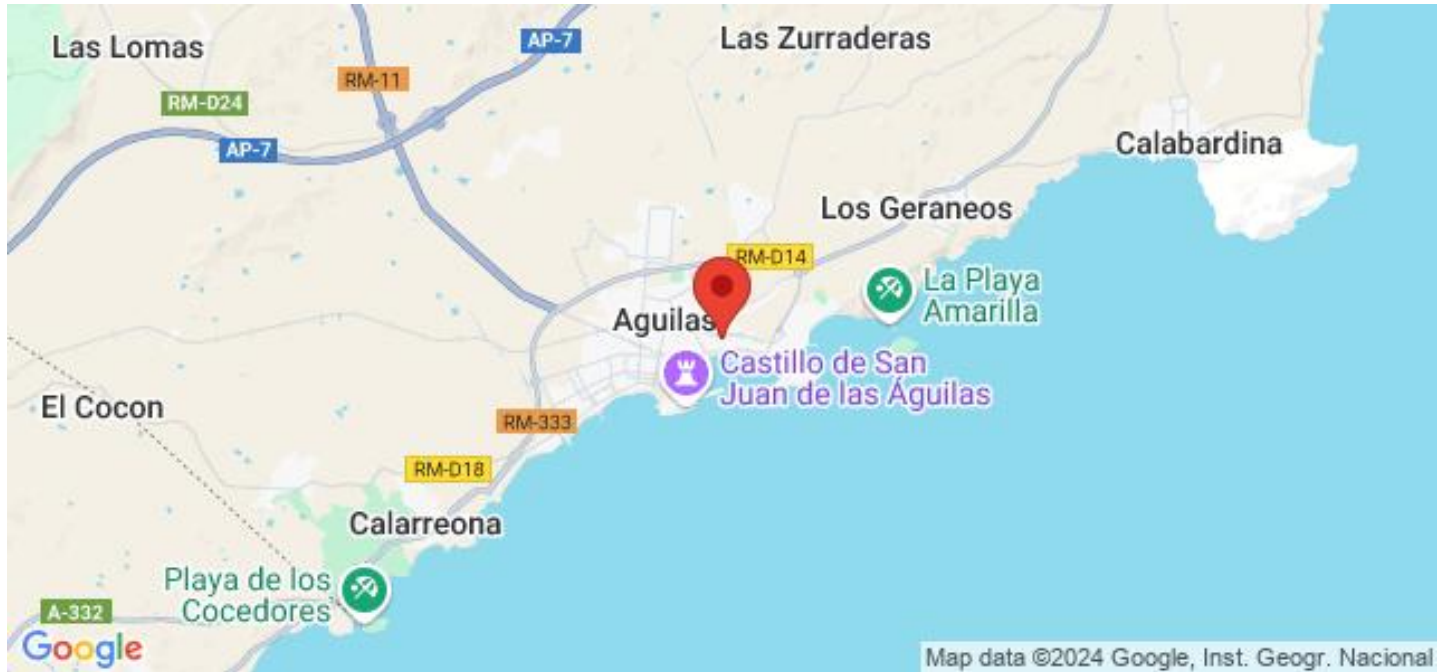 Las Lomas
AP-7
Las Zurraderas
RM-11
RM-D24
AP-7
Calabardina
Los Geraneos
RM-D14
La Playa
Amarilla
Aguilas
Castillo de San
Juan de las Águilas
El Cocon
RM-333
RM-D18
Calarreona
Playa de los
Cocedores
A-332
Google
Map data ©2024 Google, Inst. Geogr. Nacional